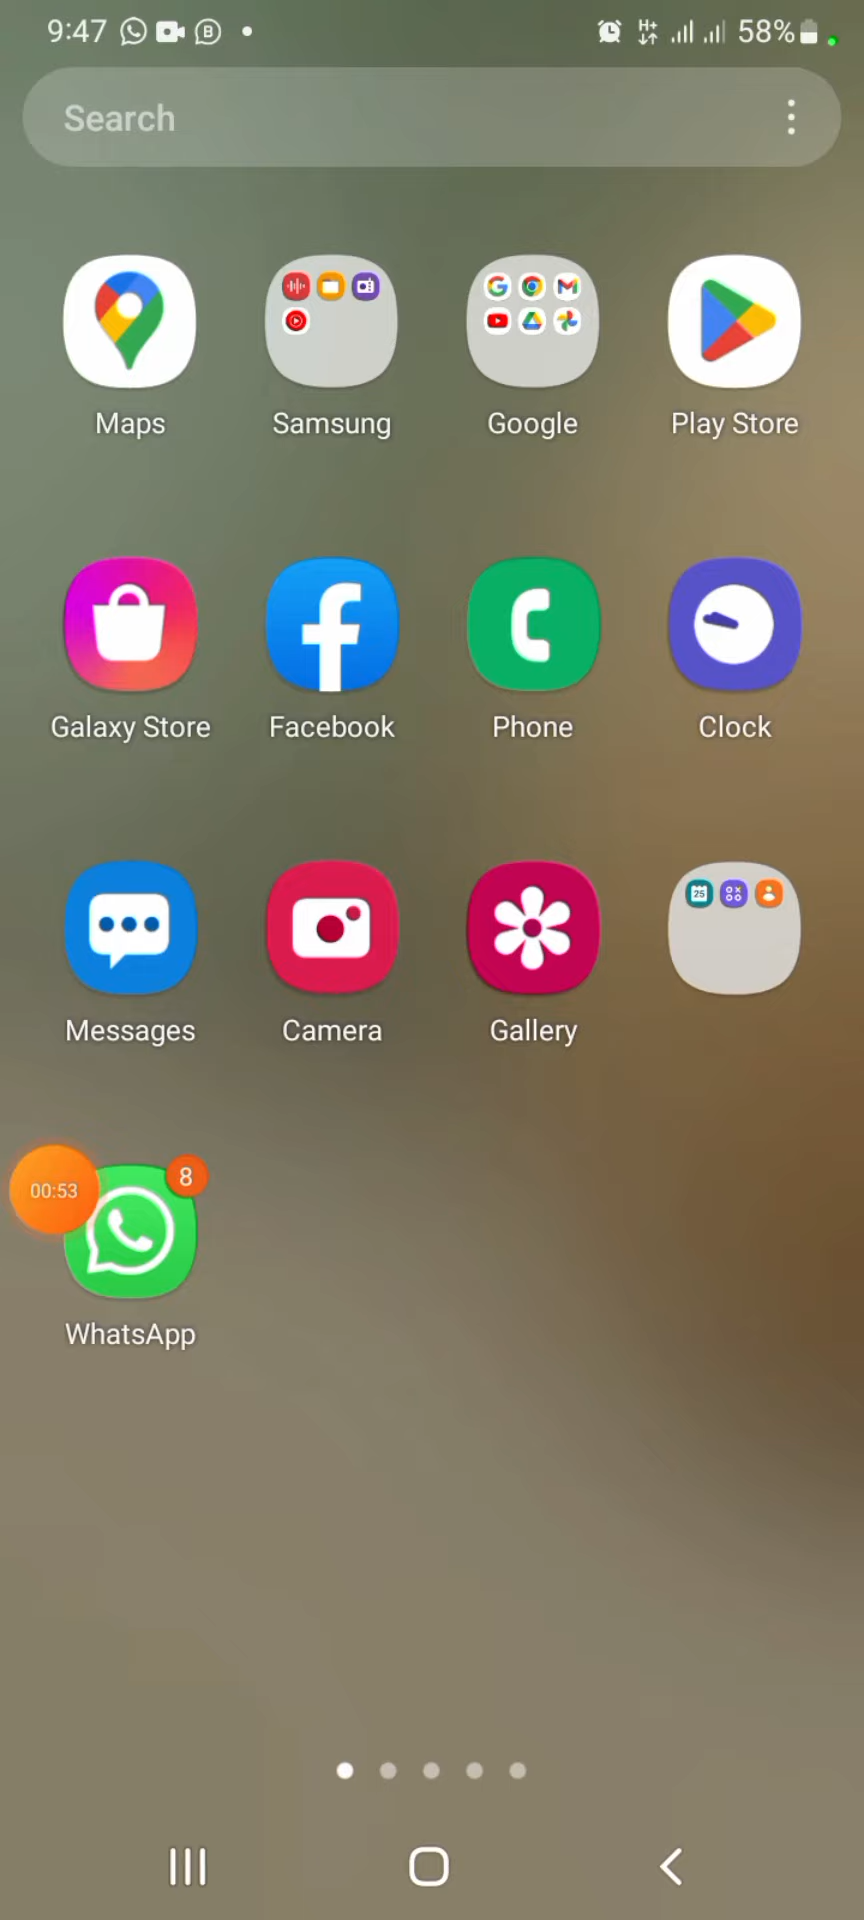 9:47 58%
Search
Maps Samsung Google Play Store
Galaxy Store Facebook Phone Clock
25
Messages Camera Gallery
8
00:53
WhatsApp